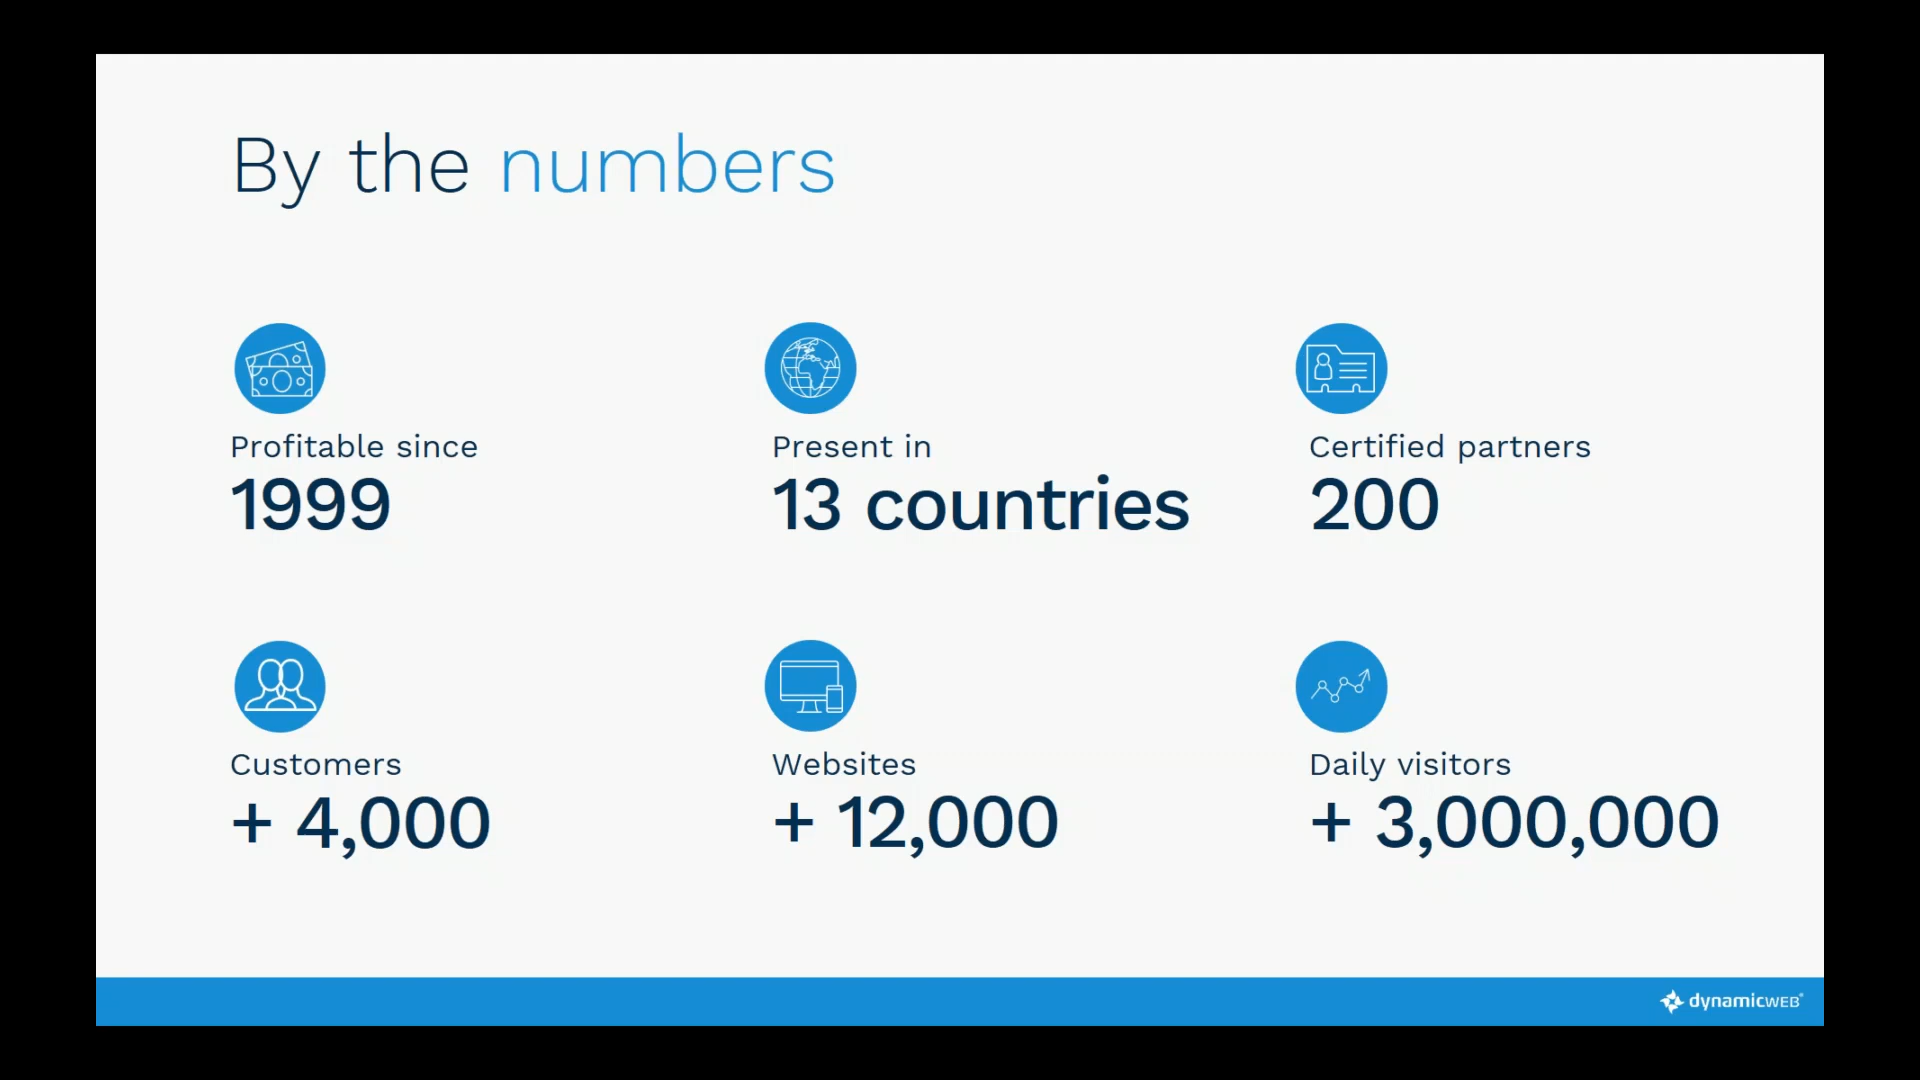 By the numbers
Profitable since
1999
Present in
13 countries
Certified partners
200
Customers
+ 4,000
Websites
+ 12,000
Daily visitors
+ 3,000,000
dynamicWEB®